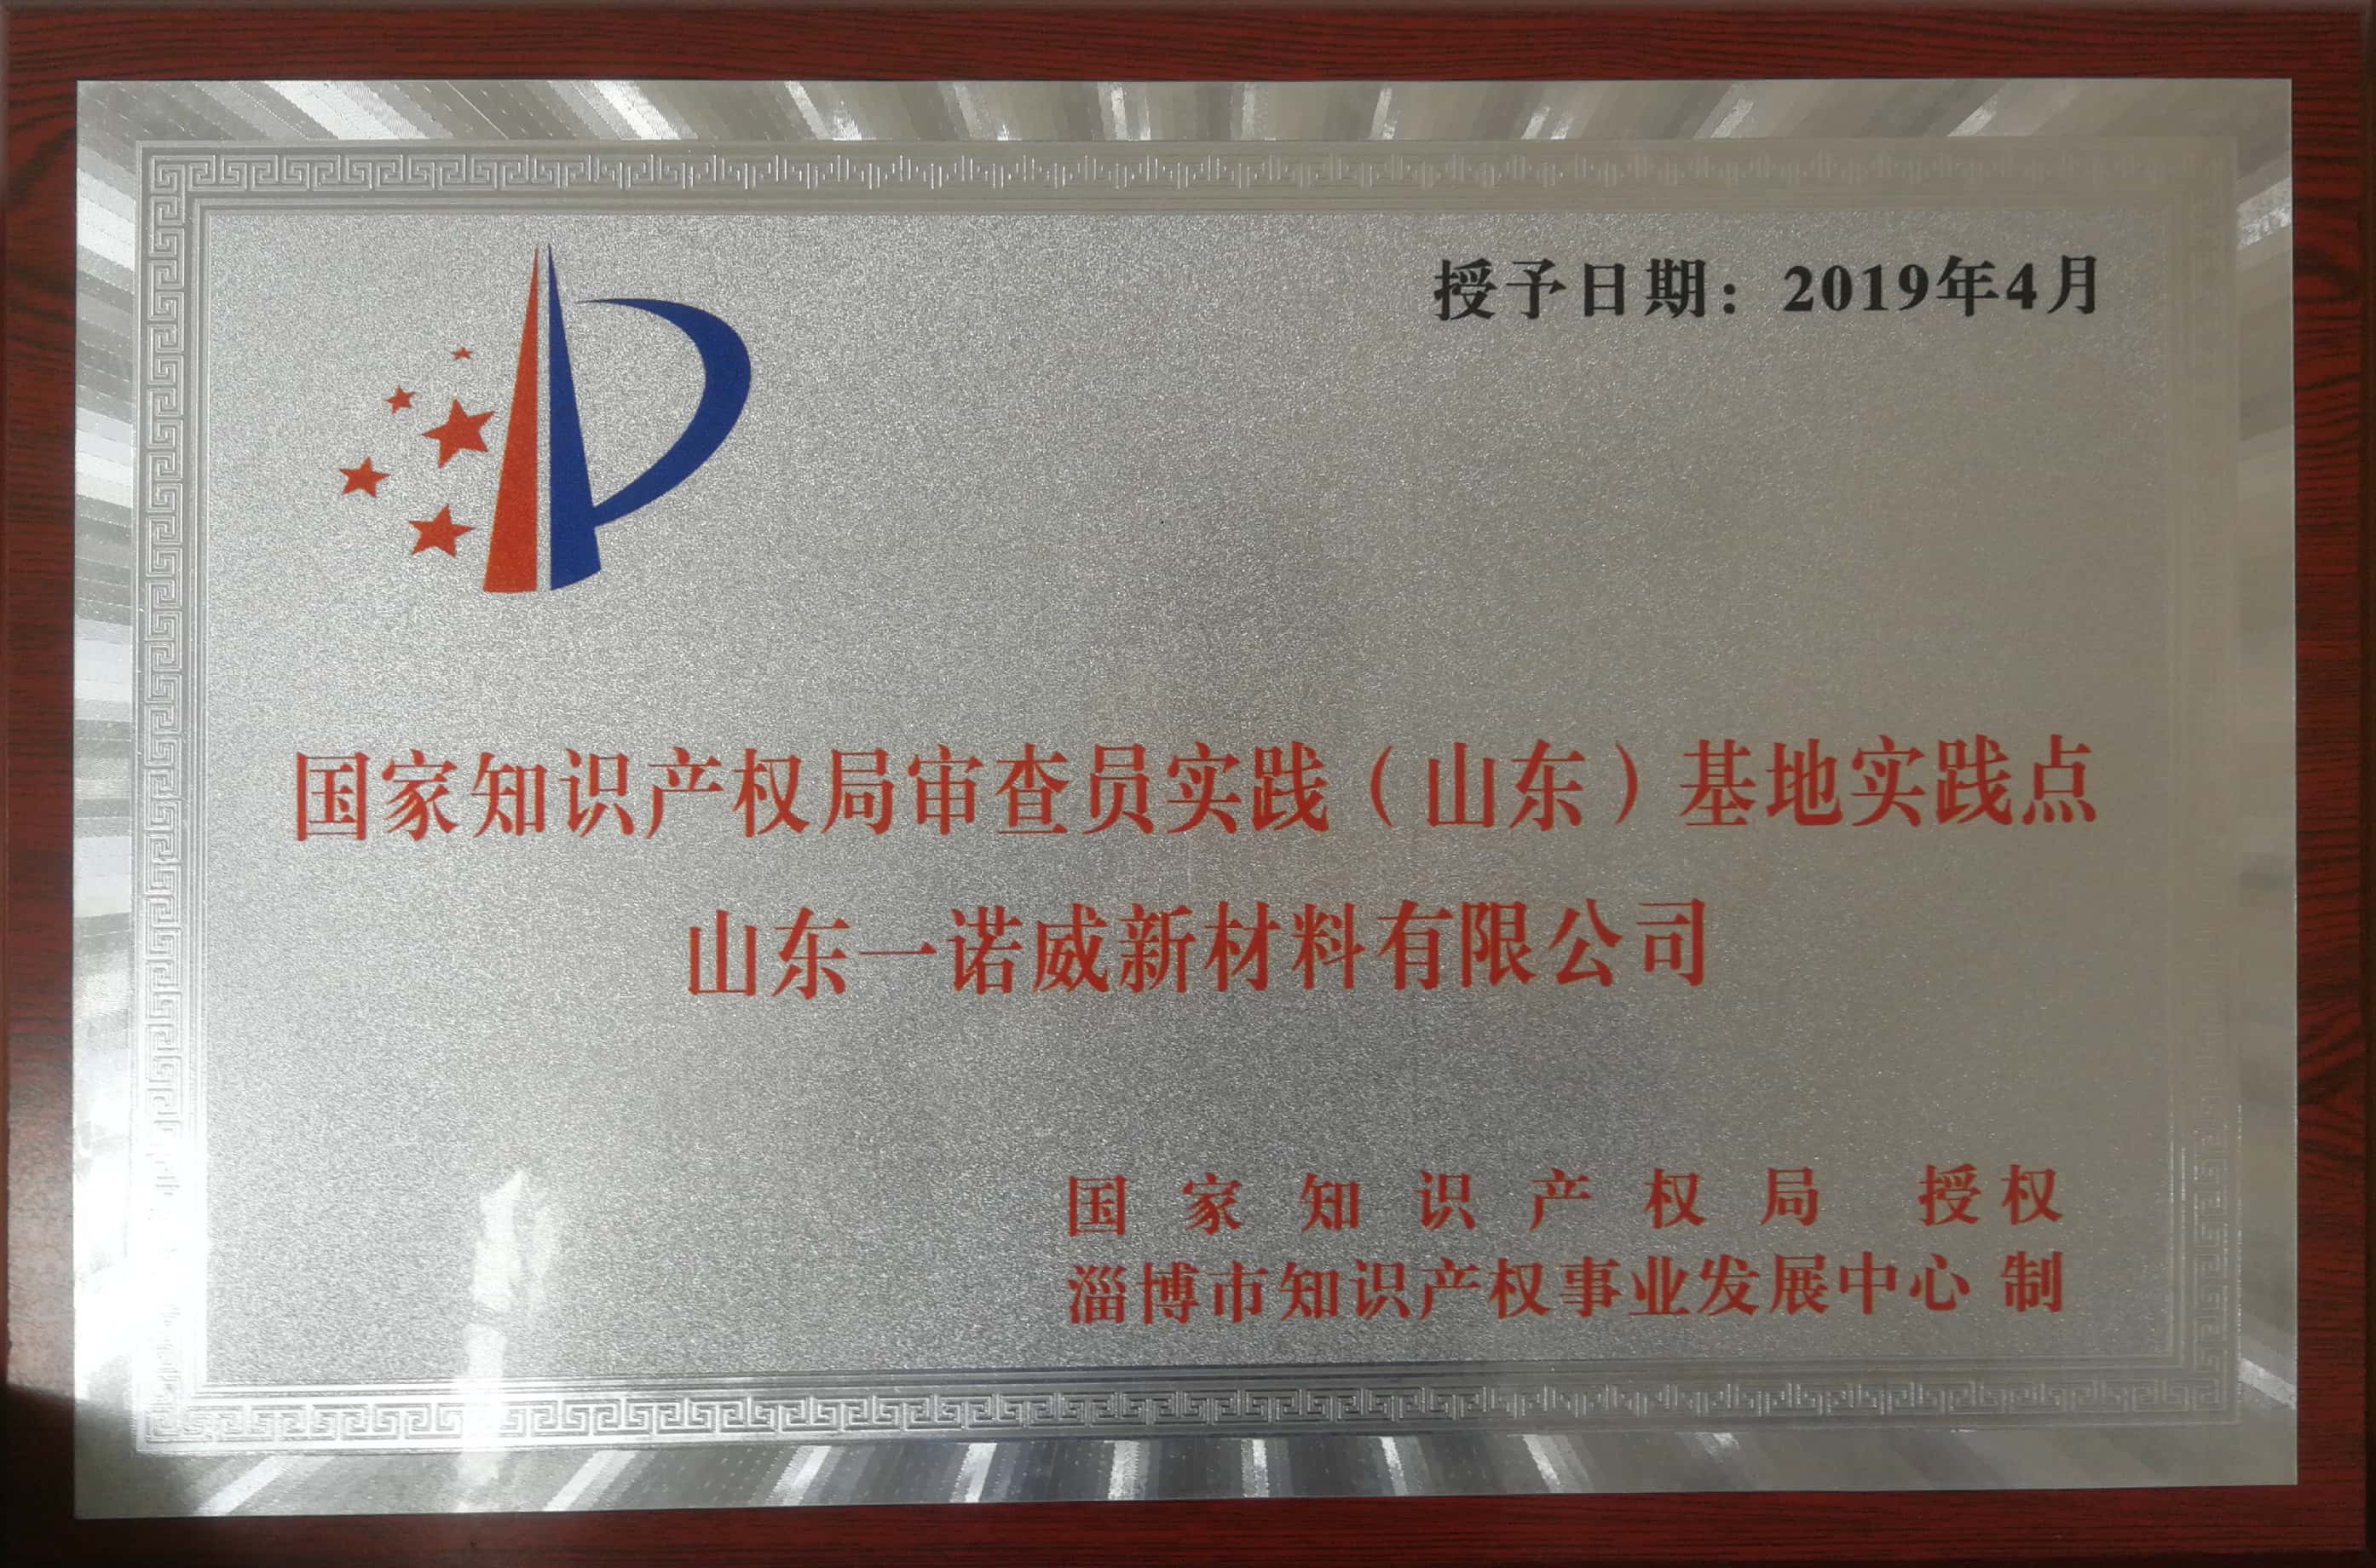 授予日期：2019年4月
国家知识产权局审查员实践（山东）基地实践点
山东一诺威新材料有限公司
国家知识产权局 授权
淄博市知识产权事业发展中心 制